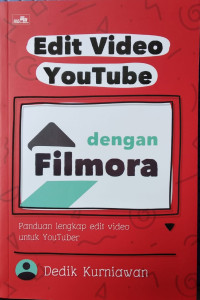 Edit Video
YouTube
dengan
Filmora
Panduan lengkap edit video
untuk YouTuber
Dedik Kurniawan